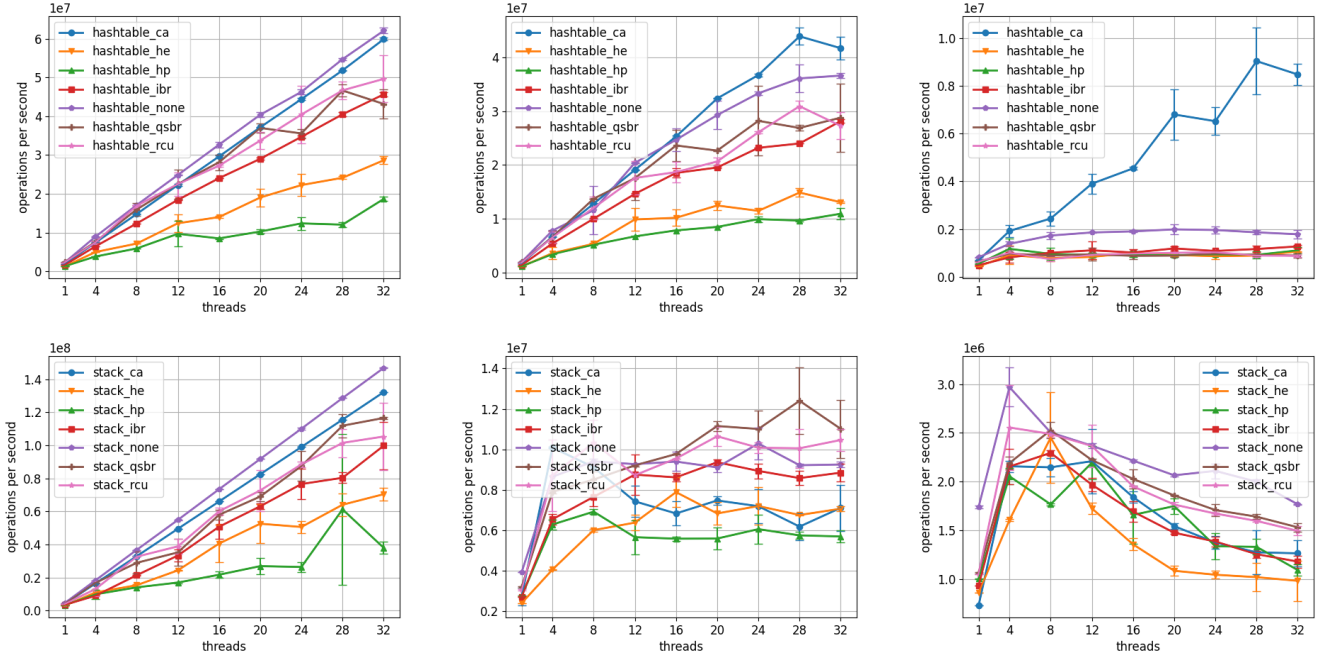 1e7
operations per second
6
5
4
3
2
1
0
hashtable_ca
hashtable_he
hashtable_hp
hashtable_ibr
hashtable_none
hashtable_qsbr
hashtable_rcu
1 4 8 12 16 20 24 28 32
threads
1e7
operations per second
4
3
2
1
0
hashtable_ca
hashtable_he
hashtable_hp
hashtable_ibr
hashtable_none
hashtable_qsbr
hashtable_rcu
1 4 8 12 16 20 24 28 32
threads
1e7
operations per second
1.0
0.8
0.6
0.4
0.2
0.0
hashtable_ca
hashtable_he
hashtable_hp
hashtable_ibr
hashtable_none
hashtable_qsbr
hashtable_rcu
1 4 8 12 16 20 24 28 32
threads
1e8
operations per second
1.4
1.2
1.0
0.8
0.6
0.4
0.2
0.0
stack_ca
stack_he
stack_hp
stack_ibr
stack_none
stack_qsbr
stack_rcu
1 4 8 12 16 20 24 28 32
threads
1e7
operations per second
1.4
1.2
1.0
0.8
0.6
0.4
0.2
stack_ca
stack_he
stack_hp
stack_ibr
stack_none
stack_qsbr
stack_rcu
1 4 8 12 16 20 24 28 32
threads
1e6
operations per second
3.0
2.5
2.0
1.5
1.0
stack_ca
stack_he
stack_hp
stack_ibr
stack_none
stack_qsbr
stack_rcu
1 4 8 12 16 20 24 28 32
threads